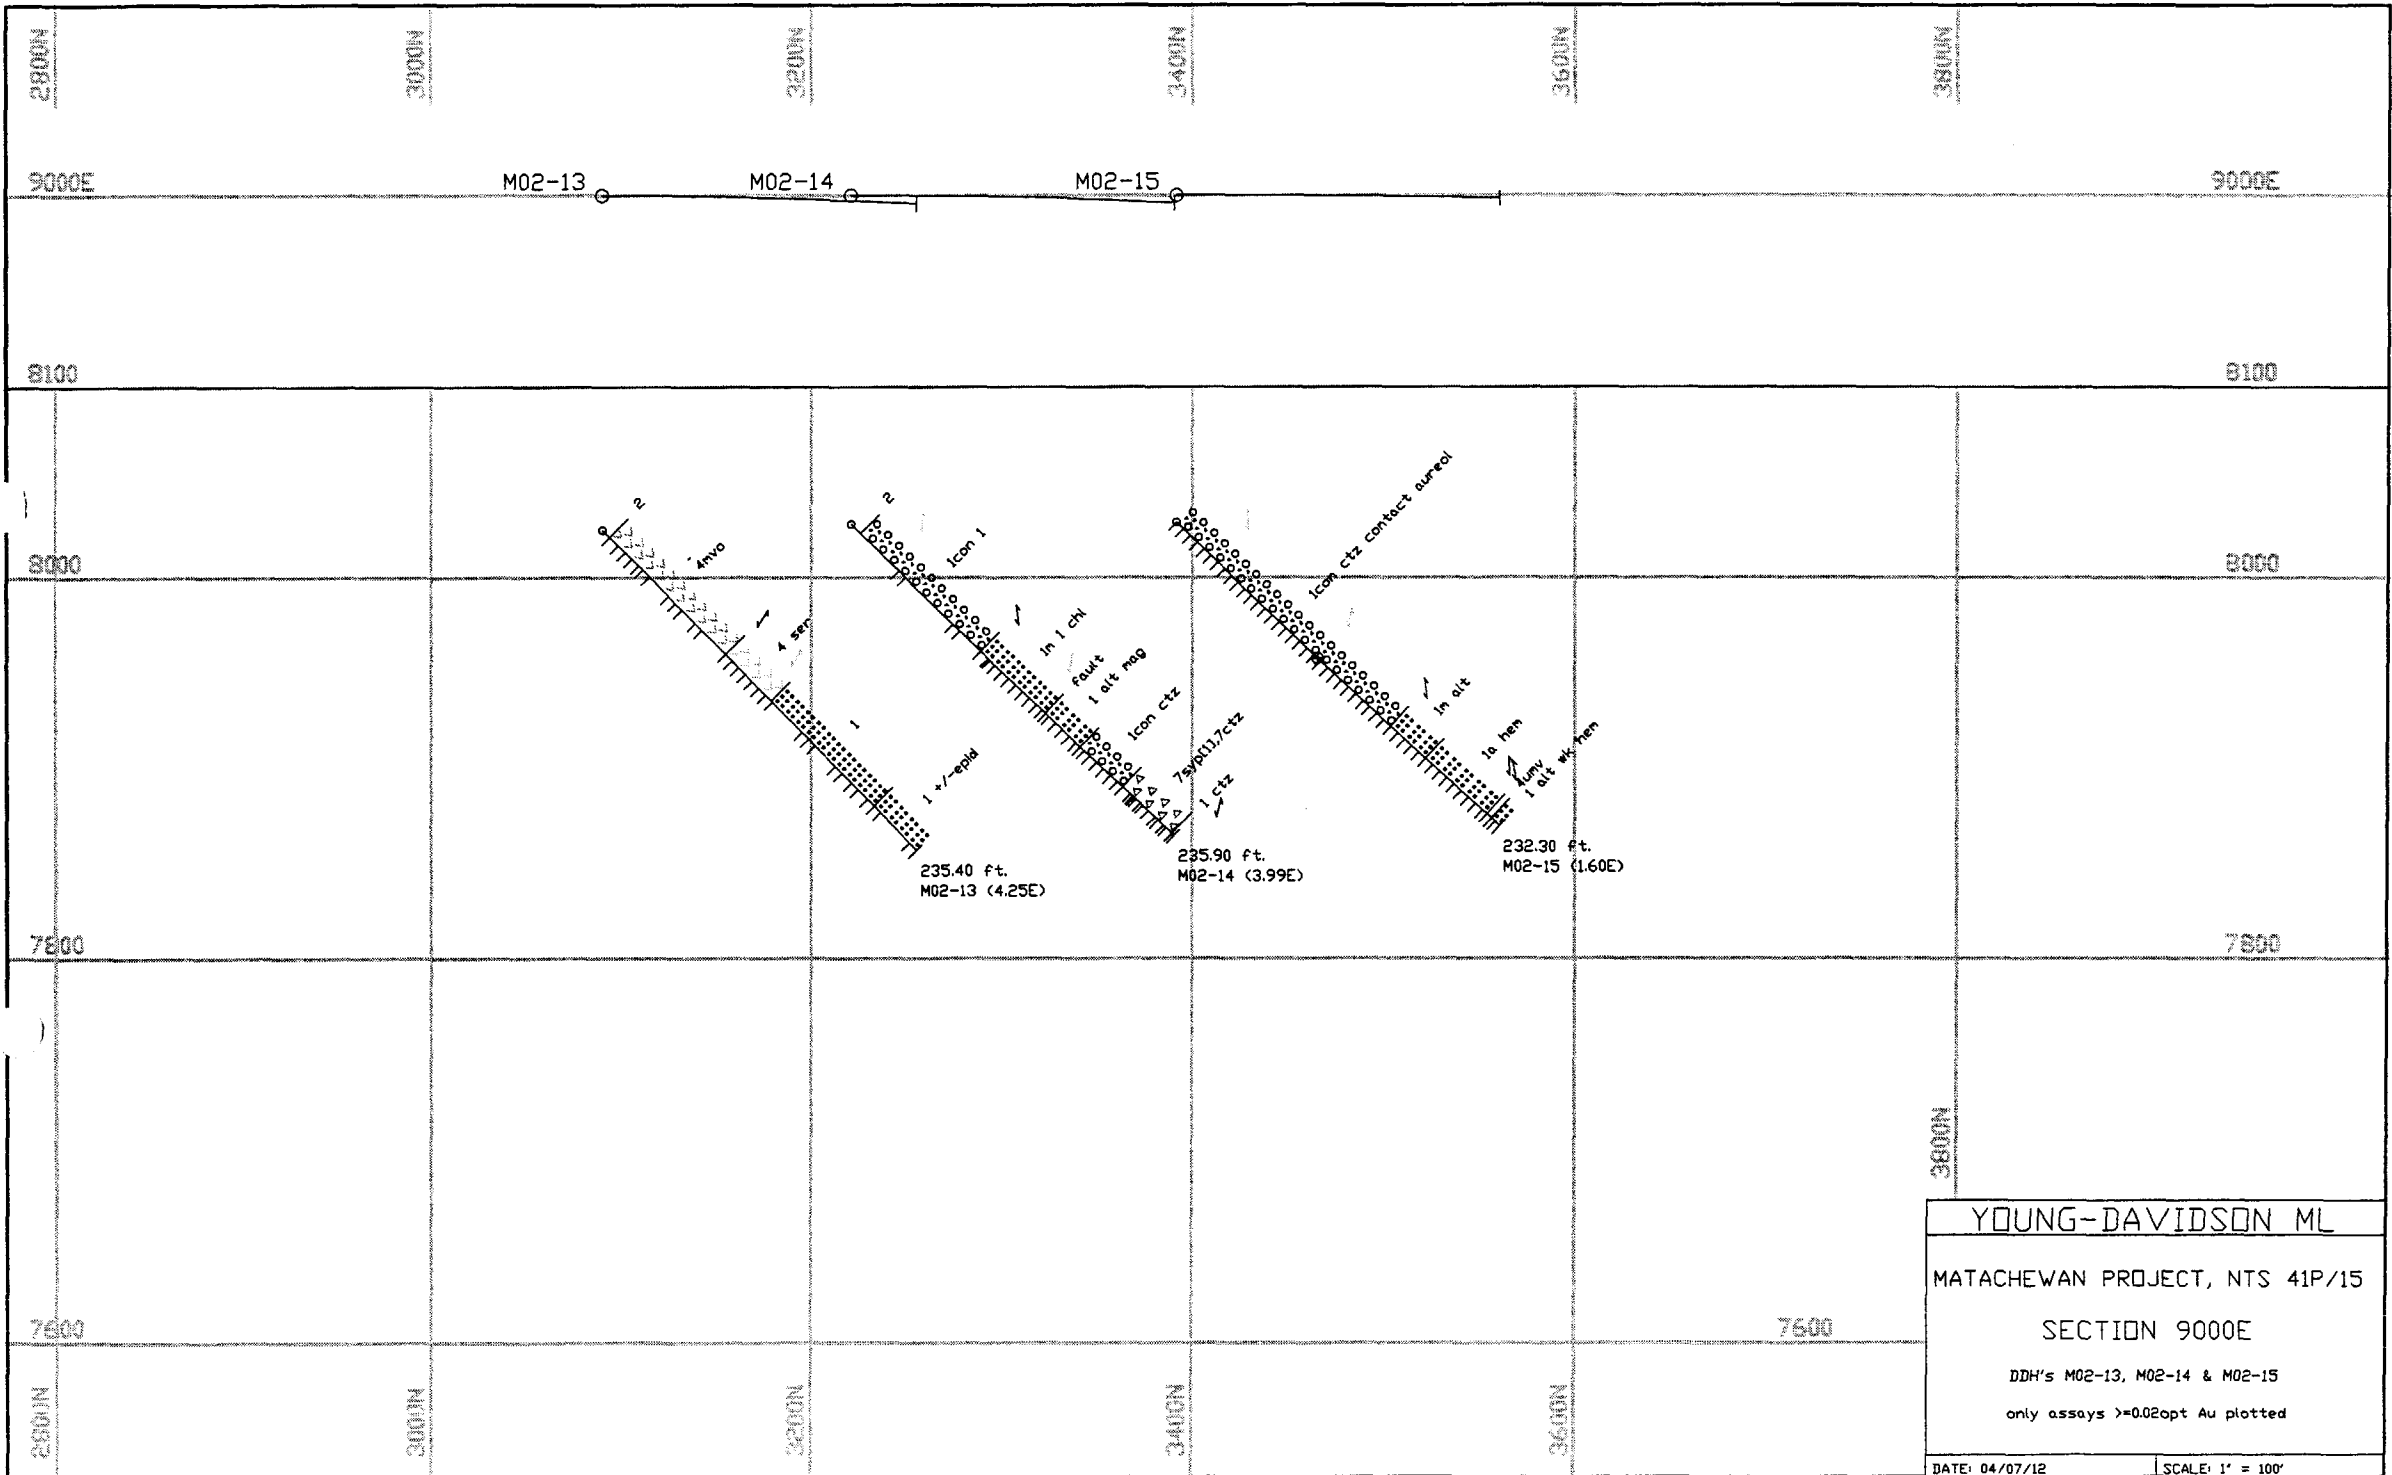 2800N
3000N
3200N
3400N
3600N
3800N
9000E
M02-13
M02-14
M02-15
9000E
8100
8100
2
4mvo
4 ser
1
1 +/-epid
235.40 ft.
M02-13 (4.25E)
2
1con 1
1m 1 chl
fault
1 alt mag
1con ctz
7syp[1],7ctz
1 ctz
235.90 ft.
M02-14 (3.99E)
1con ctz contact aureol
1m alt
1a hem
4umv
1 alt wk hem
232.30 ft.
M02-15 (1.60E)
8000
8000
7800
7800
7600
7600
2800N
3000N
3200N
3400N
3600N
3800N
YOUNG-DAVIDSON ML
MATACHEWAN PROJECT, NTS 41P/15
SECTION 9000E
DDH's M02-13, M02-14 & M02-15
only assays >=0.02opt Au plotted
DATE: 04/07/12
SCALE: 1" = 100'